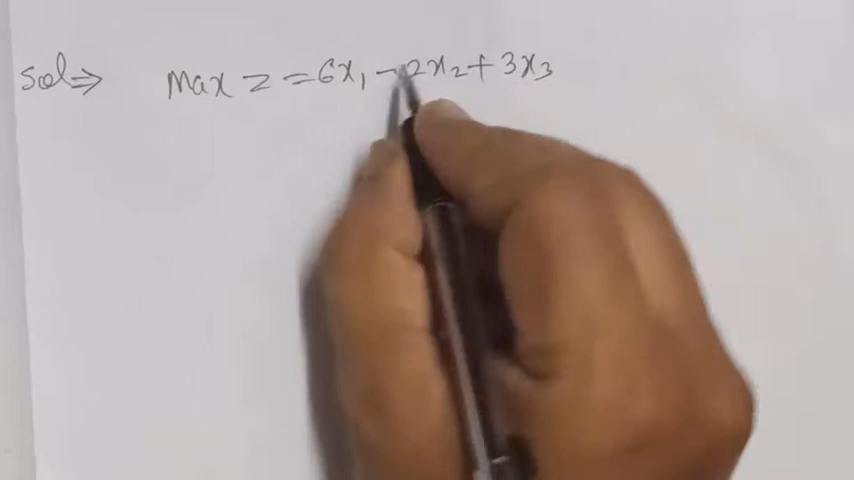 Sol⇒ Max Z = 6x₁ - 2x₂ + 3x₃